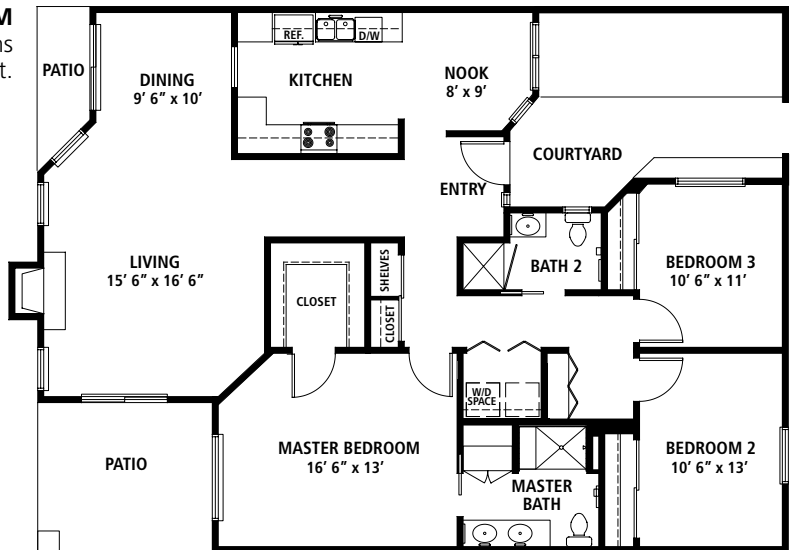 M
ns
t.
PATIO
DINING
9' 6" x 10'
REF.
D/W
KITCHEN
NOOK
8' x 9'
COURTYARD
ENTRY
LIVING
15' 6" x 16' 6"
CLOSET
SHELVES
CLOSET
BATH 2
BEDROOM 3
10' 6" x 11'
W/D
SPACE
PATIO
MASTER BEDROOM
16' 6" x 13'
MASTER
BATH
BEDROOM 2
10' 6" x 13'